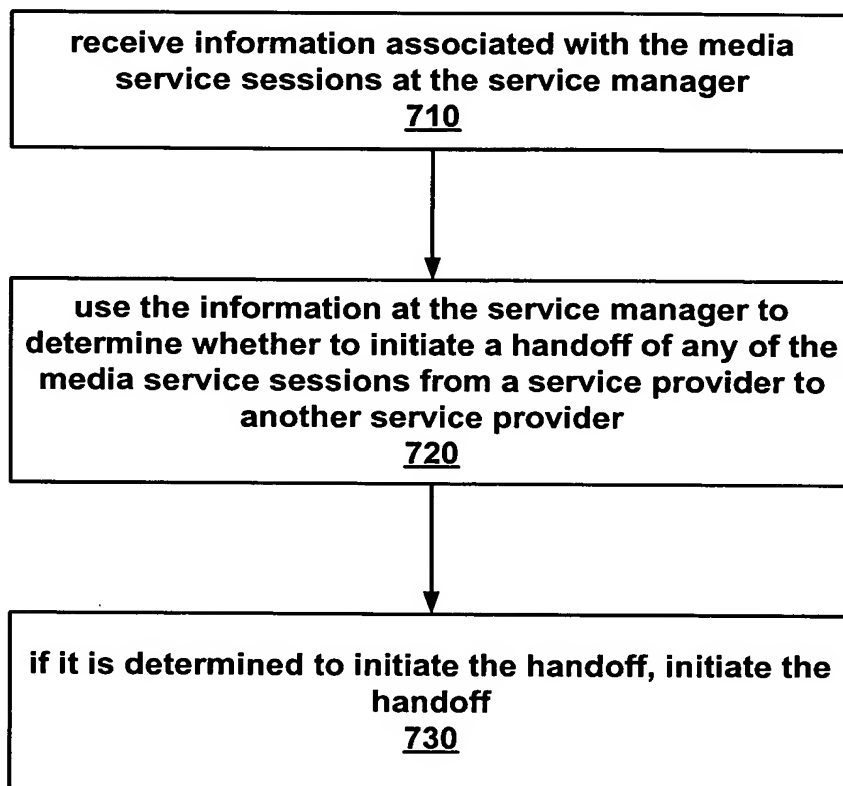 receive information associated with the media
service sessions at the service manager
710
use the information at the service manager to
determine whether to initiate a handoff of any of the
media service sessions from a service provider to
another service provider
720
if it is determined to initiate the handoff, initiate the
handoff
730